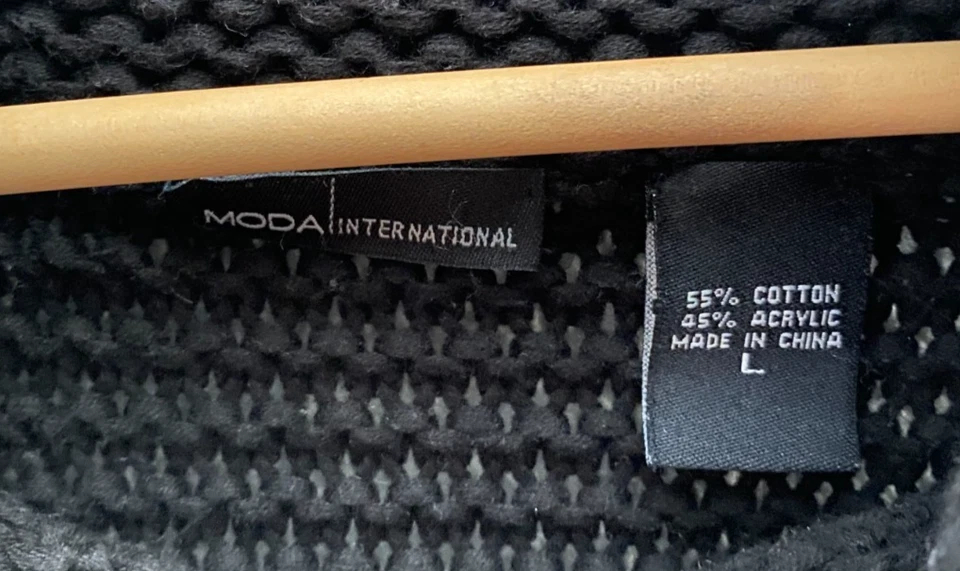 MODA INTERNATIONAL
55% COTTON
45% ACRYLIC
MADE IN CHINA
L